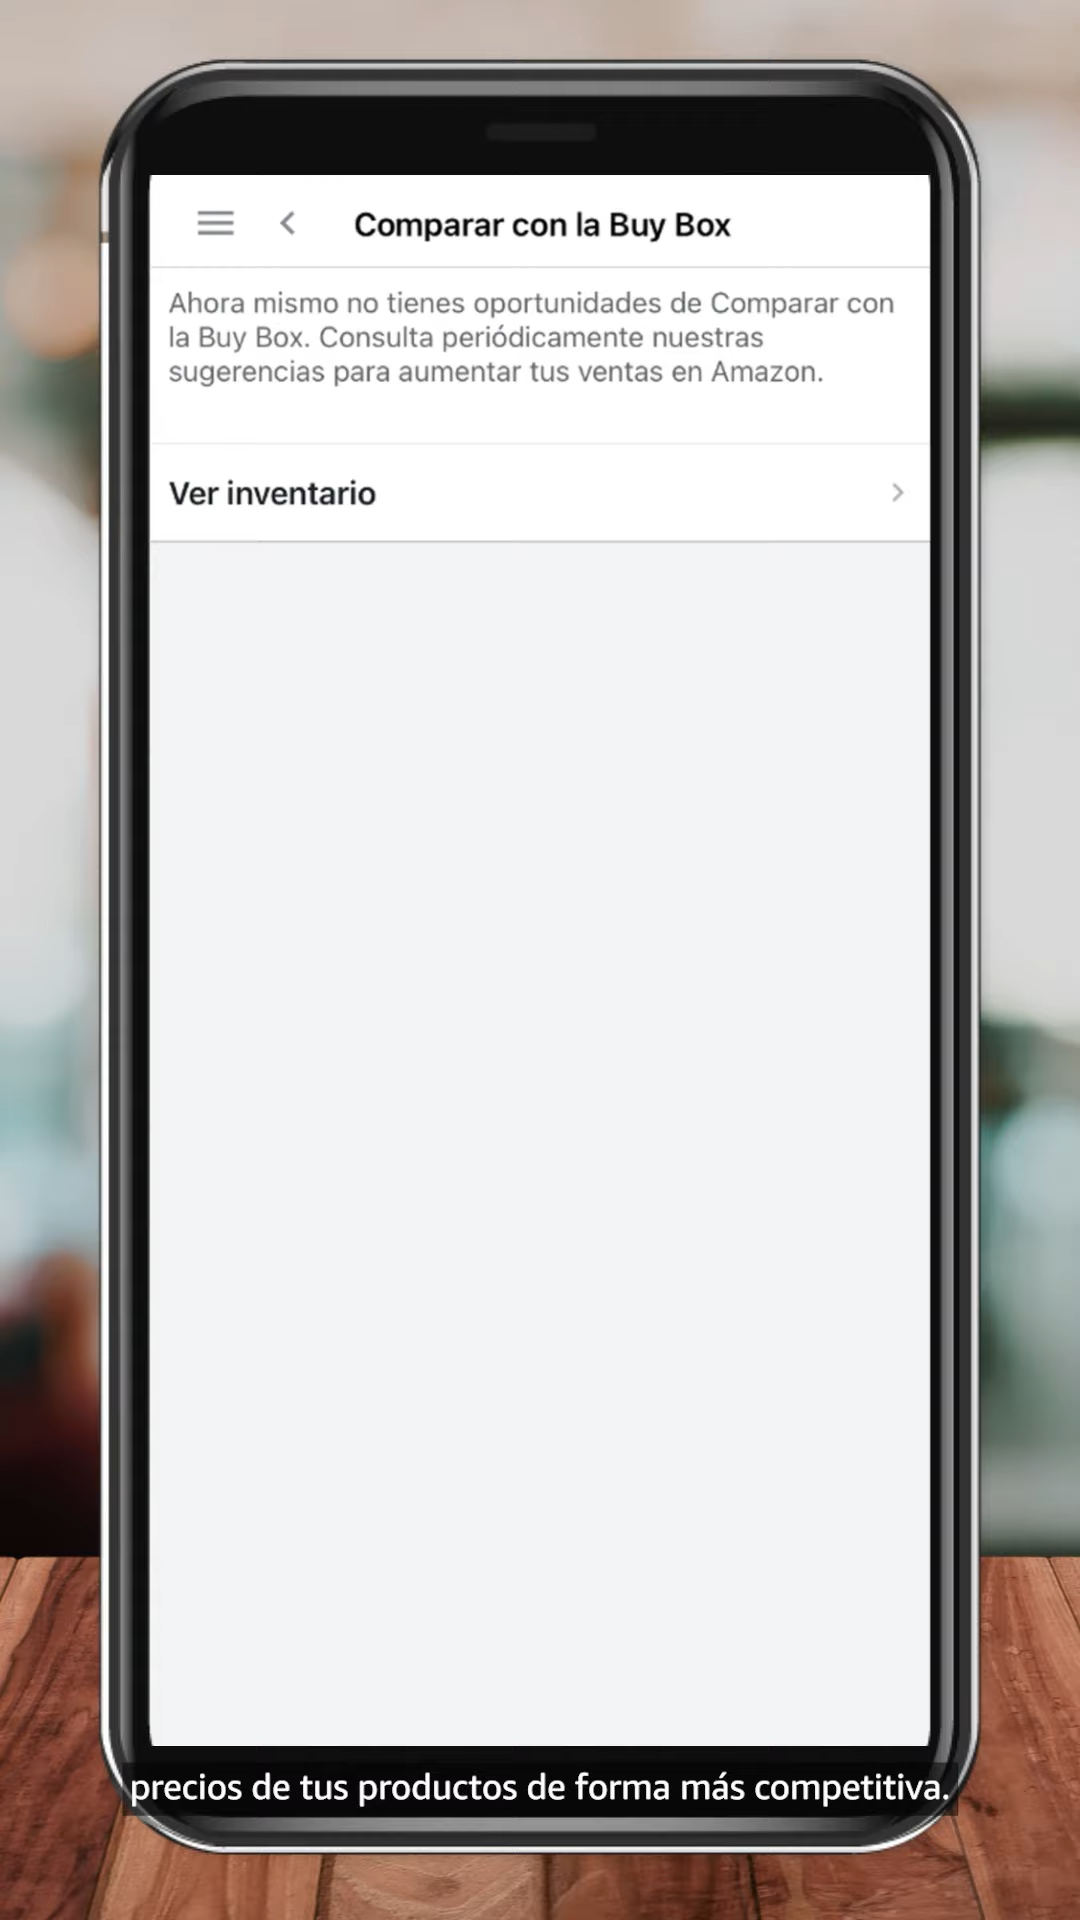 Comparar con la Buy Box
Ahora mismo no tienes oportunidades de Comparar con
la Buy Box. Consulta periódicamente nuestras
sugerencias para aumentar tus ventas en Amazon.
Ver inventario
precios de tus productos de forma más competitiva.